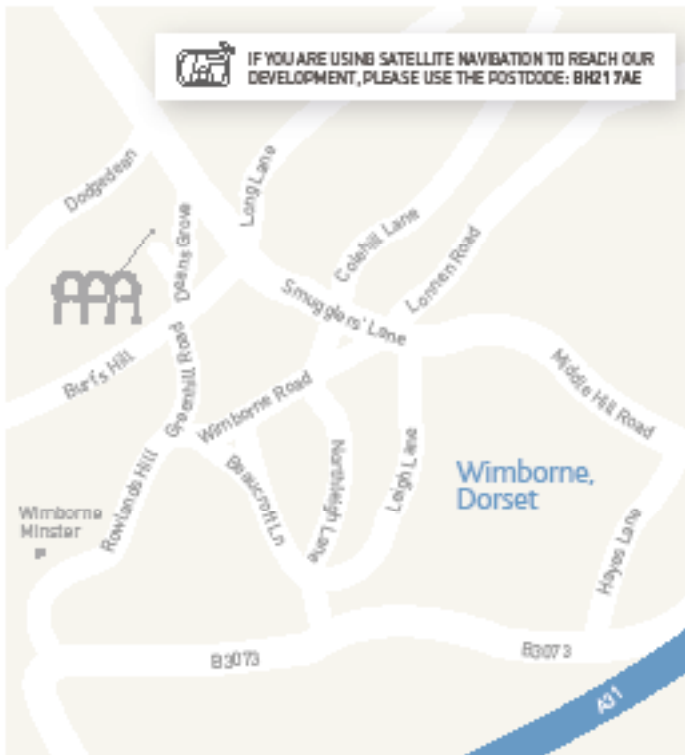 IF YOU ARE USING SATELLITE NAVIGATION TO REACH OUR
DEVELOPMENT, PLEASE USE THE POSTCODE: BH21 7AE
Dodgedean
Long Lane
Deans Grove
Colehill Lane
Lonnen Road
Smugglers' Lane
Burt's Hill
Greenhill Road
Wimborne Road
Middle Hill Road
Rowlands Hill
Beaucroft Ln
Northleigh Lane
Leigh Lane
Wimborne,
Dorset
Wimborne
Minster
Hayes Lane
B3073
B3073
A31